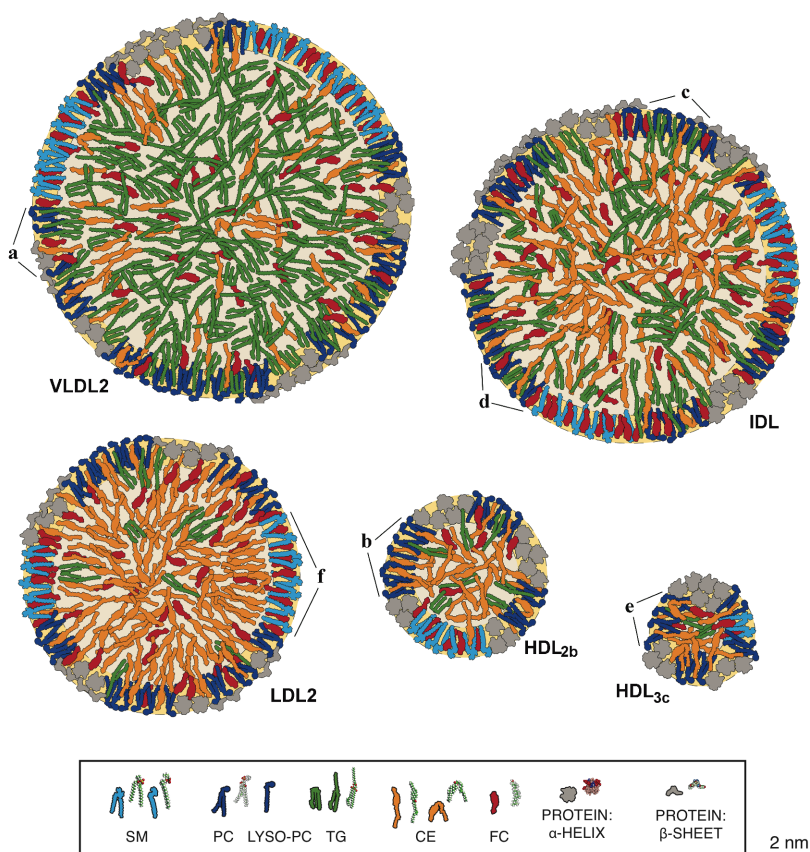 c
a
VLDL2
d
IDL
b
f
e
HDL2b
LDL2
HDL3c
SM
PC
LYSO-PC
TG
CE
FC
PROTEIN:
α-HELIX
PROTEIN:
β-SHEET
2 nm